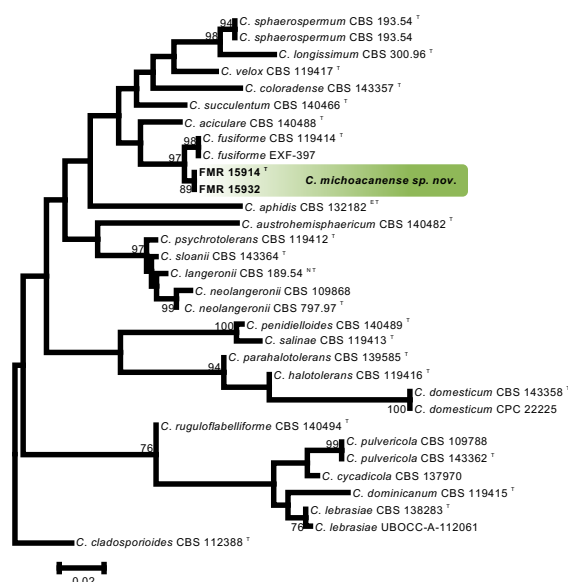 94 C. sphaerospermum CBS 193.54 T
C. sphaerospermum CBS 193.54
98
C. longissimum CBS 300.96 T
C. velox CBS 119417 T
C. coloradense CBS 143357 T
C. succulentum CBS 140466 T
C. aciculare CBS 140488 T
98 C. fusiforme CBS 119414 T
C. fusiforme EXF-397
97
FMR 15914 T
C. michoacanense sp. nov.
89 FMR 15932
C. aphidis CBS 132182 ET
C. austrohemisphaericum CBS 140482 T
C. psychrotolerans CBS 119412 T
97
C. sloanii CBS 143364 T
C. langeronii CBS 189.54 NT
C. neolangeronii CBS 109868
99 C. neolangeronii CBS 797.97 T
100 C. penidielloides CBS 140489 T
C. salinae CBS 119413 T
C. parahalotolerans CBS 139585 T
94
C. halotolerans CBS 119416 T
C. domesticum CBS 143358 T
100 C. domesticum CPC 22225
C. ruguloflabelliforme CBS 140494 T
76
99 C. pulvericola CBS 109788
C. pulvericola CBS 143362 T
C. cycadicola CBS 137970
C. dominicanum CBS 119415 T
C. lebrasiae CBS 138283 T
76 C. lebrasiae UBOCC-A-112061
C. cladosporioides CBS 112388 T
0.02